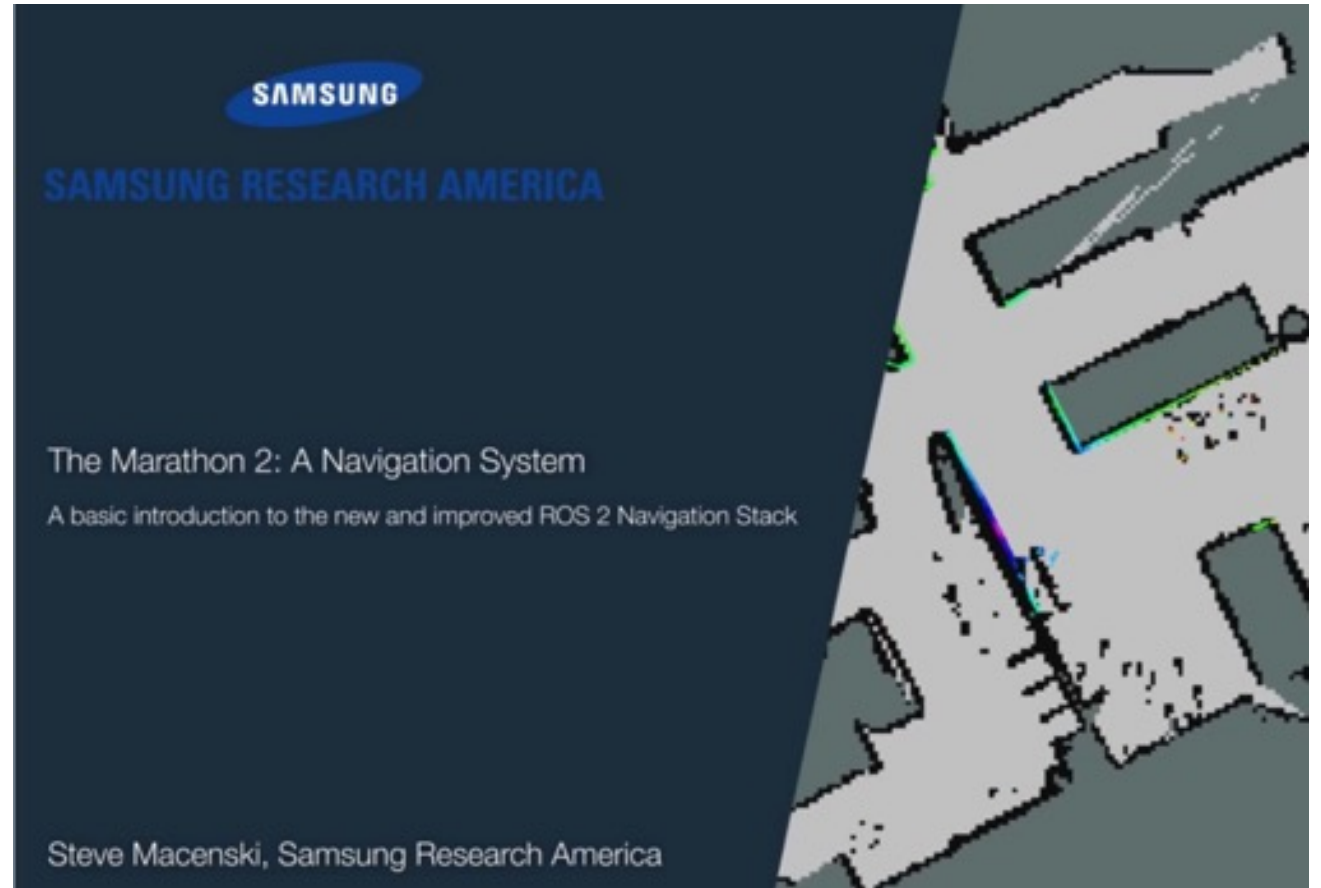 SAMSUNG
SAMSUNG RESEARCH AMERICA
The Marathon 2: A Navigation System
A basic introduction to the new and improved ROS 2 Navigation Stack
Steve Macenski, Samsung Research America